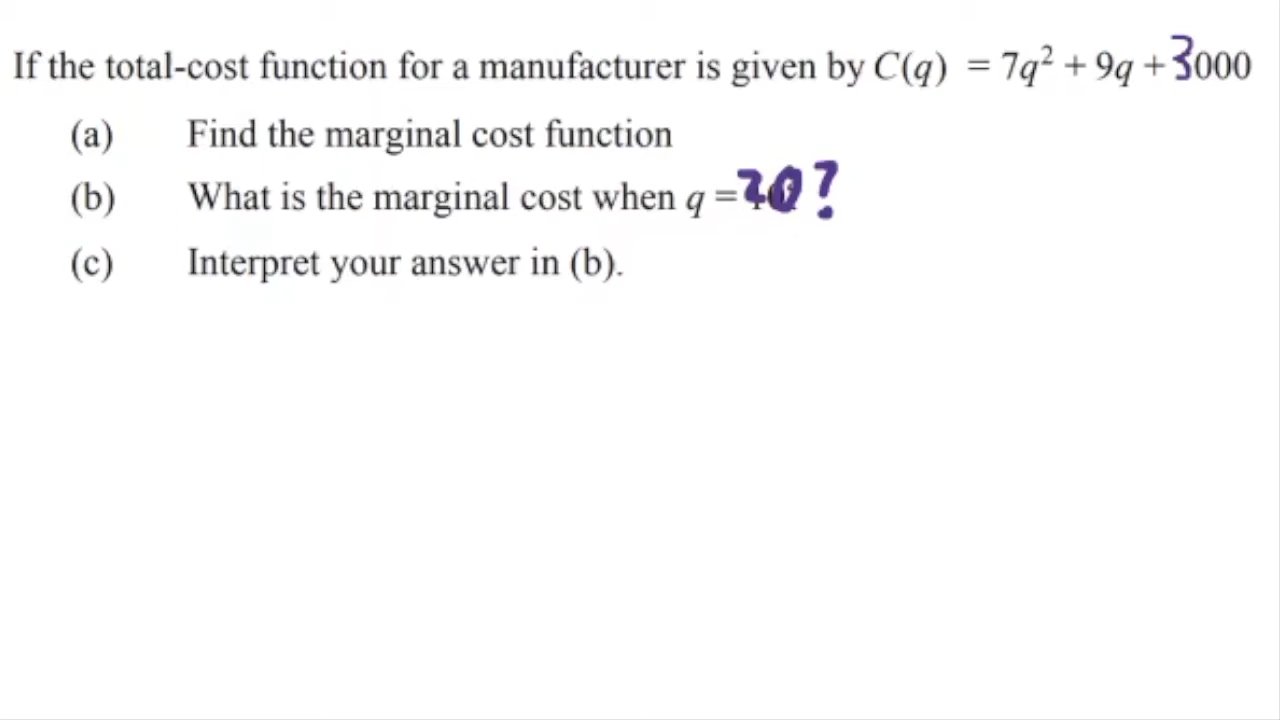 If the total-cost function for a manufacturer is given by C(q) = 7q² + 9q + 3000
(a) Find the marginal cost function
(b) What is the marginal cost when q = 20?
(c) Interpret your answer in (b).